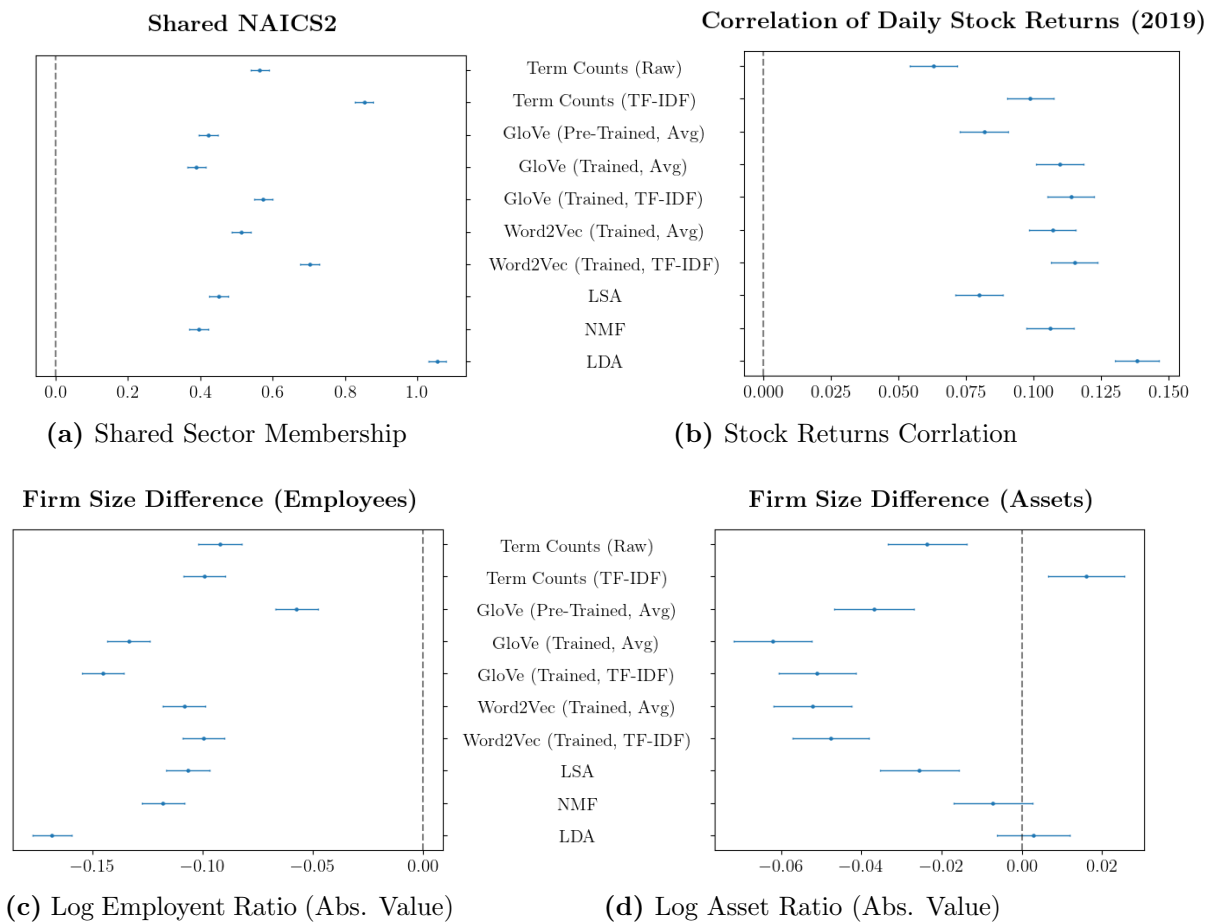 Shared NAICS2
Correlation of Daily Stock Returns (2019)
Term Counts (Raw)
Term Counts (TF-IDF)
GloVe (Pre-Trained, Avg)
GloVe (Trained, Avg)
GloVe (Trained, TF-IDF)
Word2Vec (Trained, Avg)
Word2Vec (Trained, TF-IDF)
LSA
NMF
LDA
0.0 0.2 0.4 0.6 0.8 1.0
0.000 0.025 0.050 0.075 0.100 0.125 0.150
(a) Shared Sector Membership
(b) Stock Returns Corrlation
Firm Size Difference (Employees)
Firm Size Difference (Assets)
Term Counts (Raw)
Term Counts (TF-IDF)
GloVe (Pre-Trained, Avg)
GloVe (Trained, Avg)
GloVe (Trained, TF-IDF)
Word2Vec (Trained, Avg)
Word2Vec (Trained, TF-IDF)
LSA
NMF
LDA
−0.15 −0.10 −0.05 0.00
−0.06 −0.04 −0.02 0.00 0.02
(c) Log Employent Ratio (Abs. Value)
(d) Log Asset Ratio (Abs. Value)